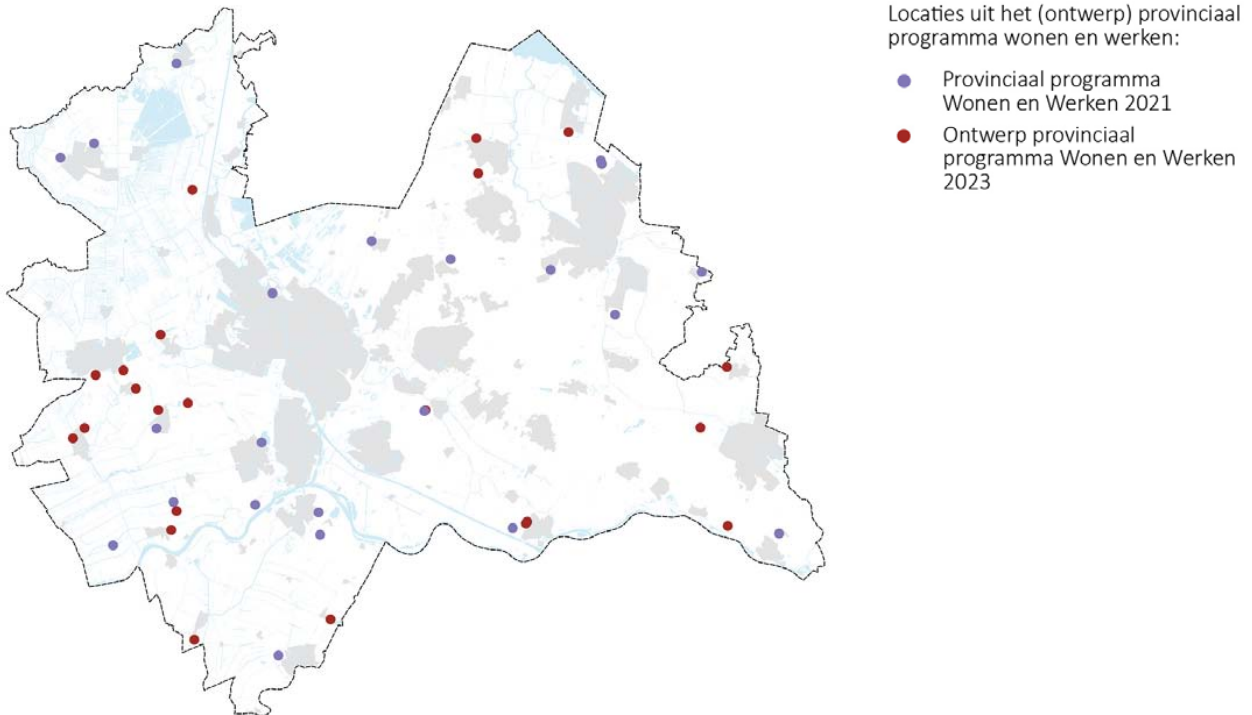 Locaties uit het (ontwerp) provinciaal
programma wonen en werken:
Provinciaal programma
Wonen en Werken 2021
Ontwerp provinciaal
programma Wonen en Werken
2023